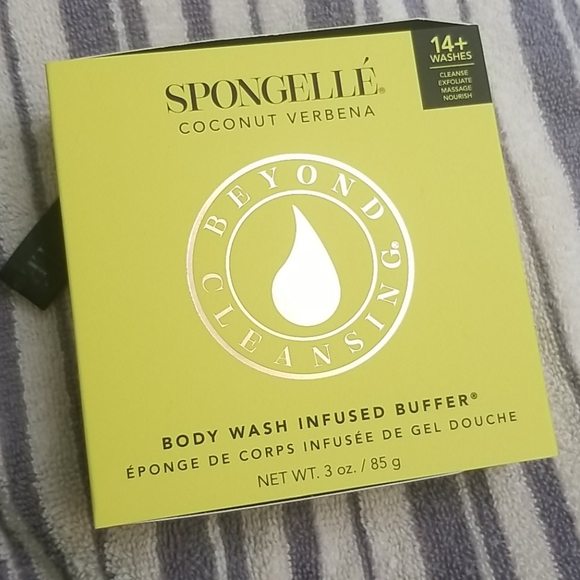 14+
WASHES
CLEANSE
EXFOLIATE
MASSAGE
NOURISH
SPONGELLÉ®
COCONUT VERBENA
BEYOND
CLEANSING®
BODY WASH INFUSED BUFFER®
ÉPONGE DE CORPS INFUSÉE DE GEL DOUCHE
NET WT. 3 oz. / 85 g